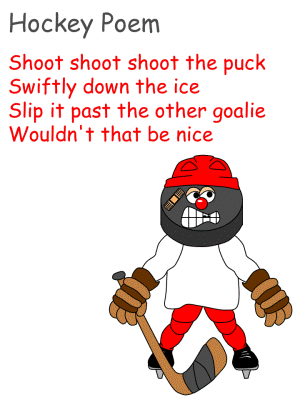 Hockey Poem
Shoot shoot shoot the puck
Swiftly down the ice
Slip it past the other goalie
Wouldn't that be nice